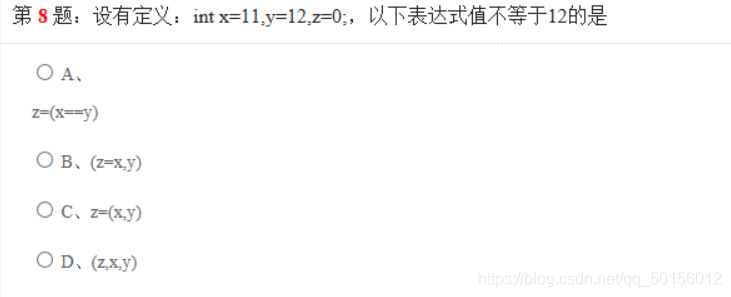 第 8 题：设有定义：int x=11,y=12,z=0;，以下表达式值不等于12的是
A、
z=(x==y)
B、(z=x,y)
C、z=(x,y)
D、(z,x,y)
https://blog.csdn.net/qq_50156012